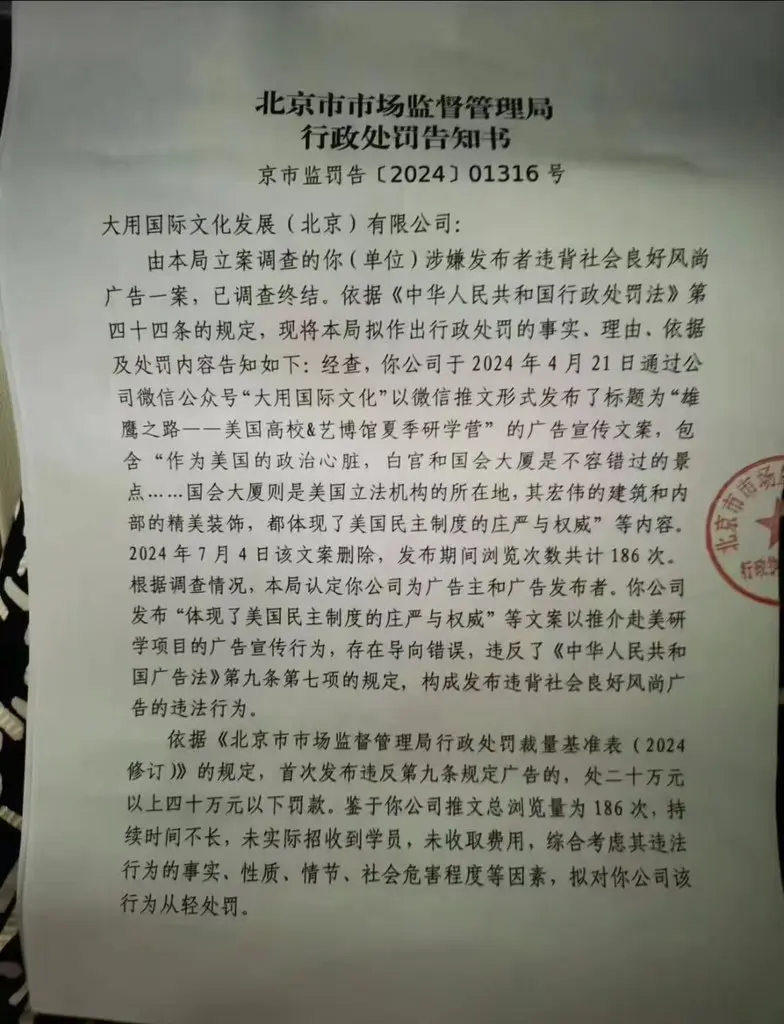 北京市市场监督管理局
行政处罚告知书
京市监罚告〔2024〕01316号
大用国际文化发展（北京）有限公司：
由本局立案调查的你（单位）涉嫌发布者违背社会良好风尚
广告一案，已调查终结。依据《中华人民共和国行政处罚法》第
四十四条的规定，现将本局拟作出行政处罚的事实、理由、依据
及处罚内容告知如下：经查，你公司于2024年4月21日通过公
司微信公众号“大用国际文化”以微信推文形式发布了标题为“雄
鹰之路——美国高校&艺博馆夏季研学营”的广告宣传文案，包
含“作为美国的政治心脏，白宫和国会大厦是不容错过的景
点……国会大厦则是美国立法机构的所在地，其宏伟的建筑和内
部的精美装饰，都体现了美国民主制度的庄严与权威”等内容。
2024年7月4日该文案删除，发布期间浏览次数共计186次。
根据调查情况，本局认定你公司为广告主和广告发布者。你公司
发布“体现了美国民主制度的庄严与权威”等文案以推介赴美研
学项目的广告宣传行为，存在导向错误，违反了《中华人民共和
国广告法》第九条第七项的规定，构成发布违背社会良好风尚广
告的违法行为。
依据《北京市市场监督管理局行政处罚裁量基准表（2024
修订）》的规定，首次发布违反第九条规定广告的，处二十万元
以上四十万元以下罚款。鉴于你公司推文总浏览量为186次，持
续时间不长，未实际招收到学员，未收取费用，综合考虑其违法
行为的事实、性质、情节、社会危害程度等因素，拟对你公司该
行为从轻处罚。
北京市市场
行政